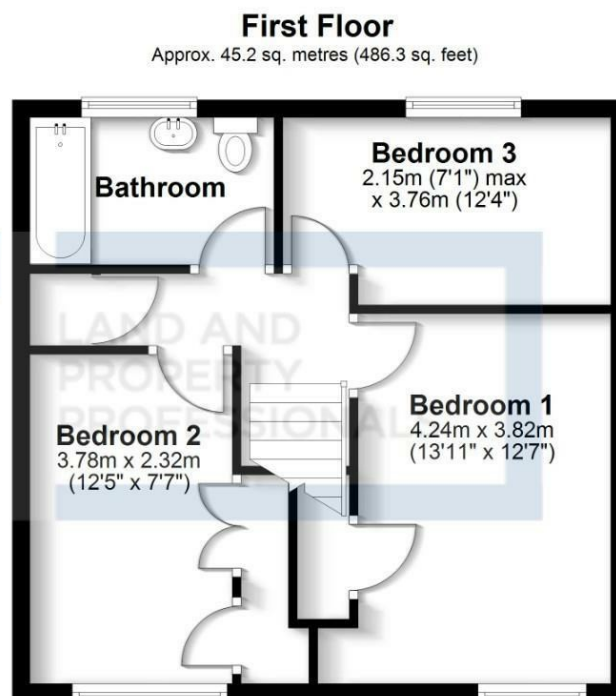 First Floor
Approx. 45.2 sq. metres (486.3 sq. feet)
Bedroom 3
2.15m (7'1") max
x 3.76m (12'4")
Bathroom
LAND AND
PROPERTY
PROFESSIONAL
Bedroom 1
4.24m x 3.82m
(13'11" x 12'7")
Bedroom 2
3.78m x 2.32m
(12'5" x 7'7")